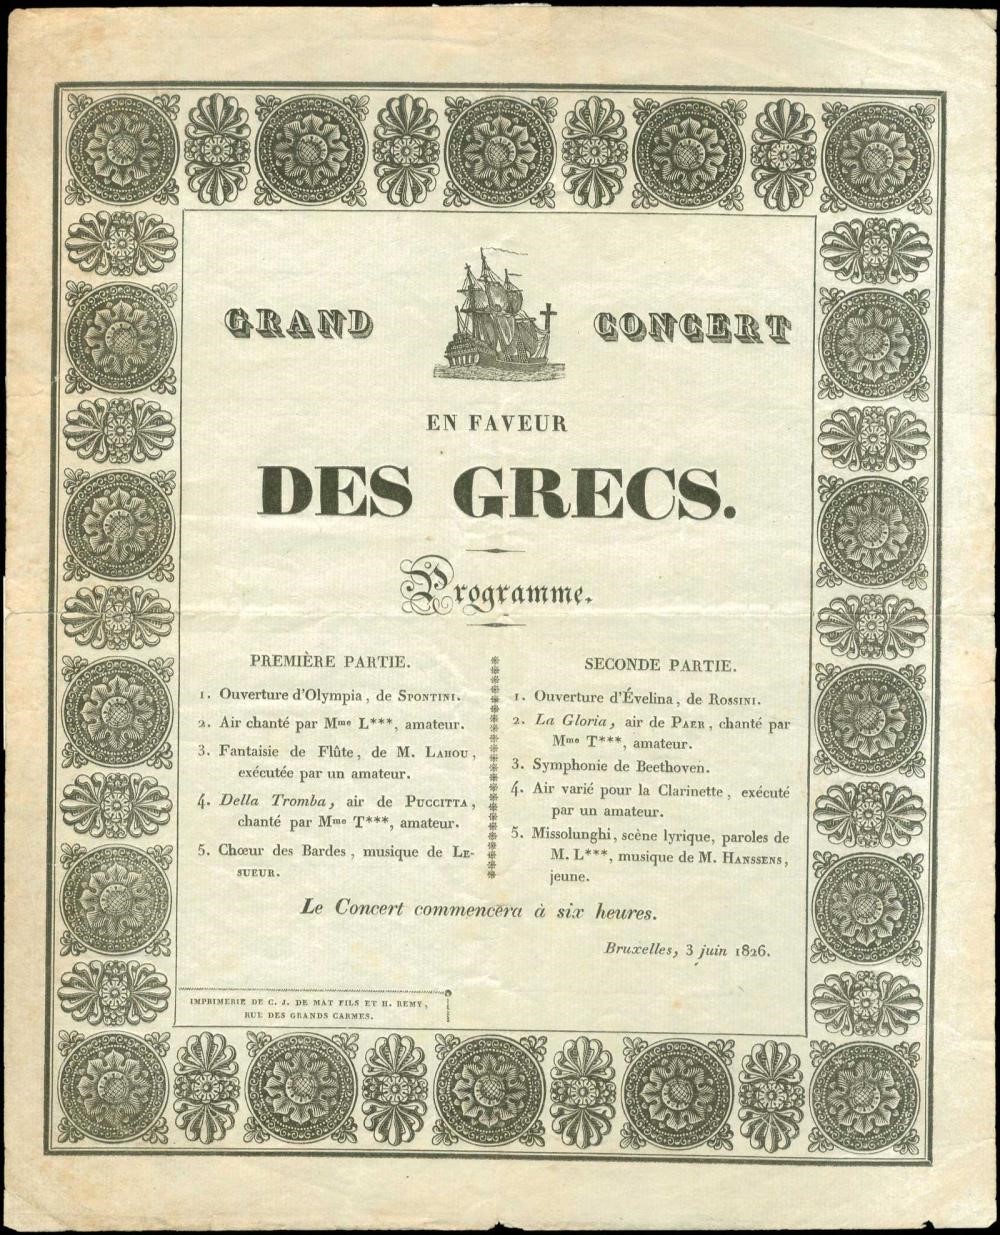 GRAND CONCERT
EN FAVEUR
DES GRECS.
Programme.
PREMIÈRE PARTIE.
1. Ouverture d'Olympia, de SPONTINI.
2. Air chanté par Mme L***, amateur.
3. Fantaisie de Flûte, de M. LAHOU,
exécutée par un amateur.
4. Della Tromba, air de PUCCITTA,
chanté par Mme T***, amateur.
5. Chœur des Bardes, musique de LE-
SUEUR.
SECONDE PARTIE.
1. Ouverture d'Évelina, de ROSSINI.
2. La Gloria, air de PAER, chanté par
Mme T***, amateur.
3. Symphonie de Beethoven.
4. Air varié pour la Clarinette, exécuté
par un amateur.
5. Missolunghi, scène lyrique, paroles de
M. L***, musique de M. HANSSENS,
jeune.
Le Concert commencera à six heures.
Bruxelles, 3 juin 1826.
IMPRIMERIE DE C. J. DE MAT FILS ET H. REMY,
RUE DES GRANDS CARMES.